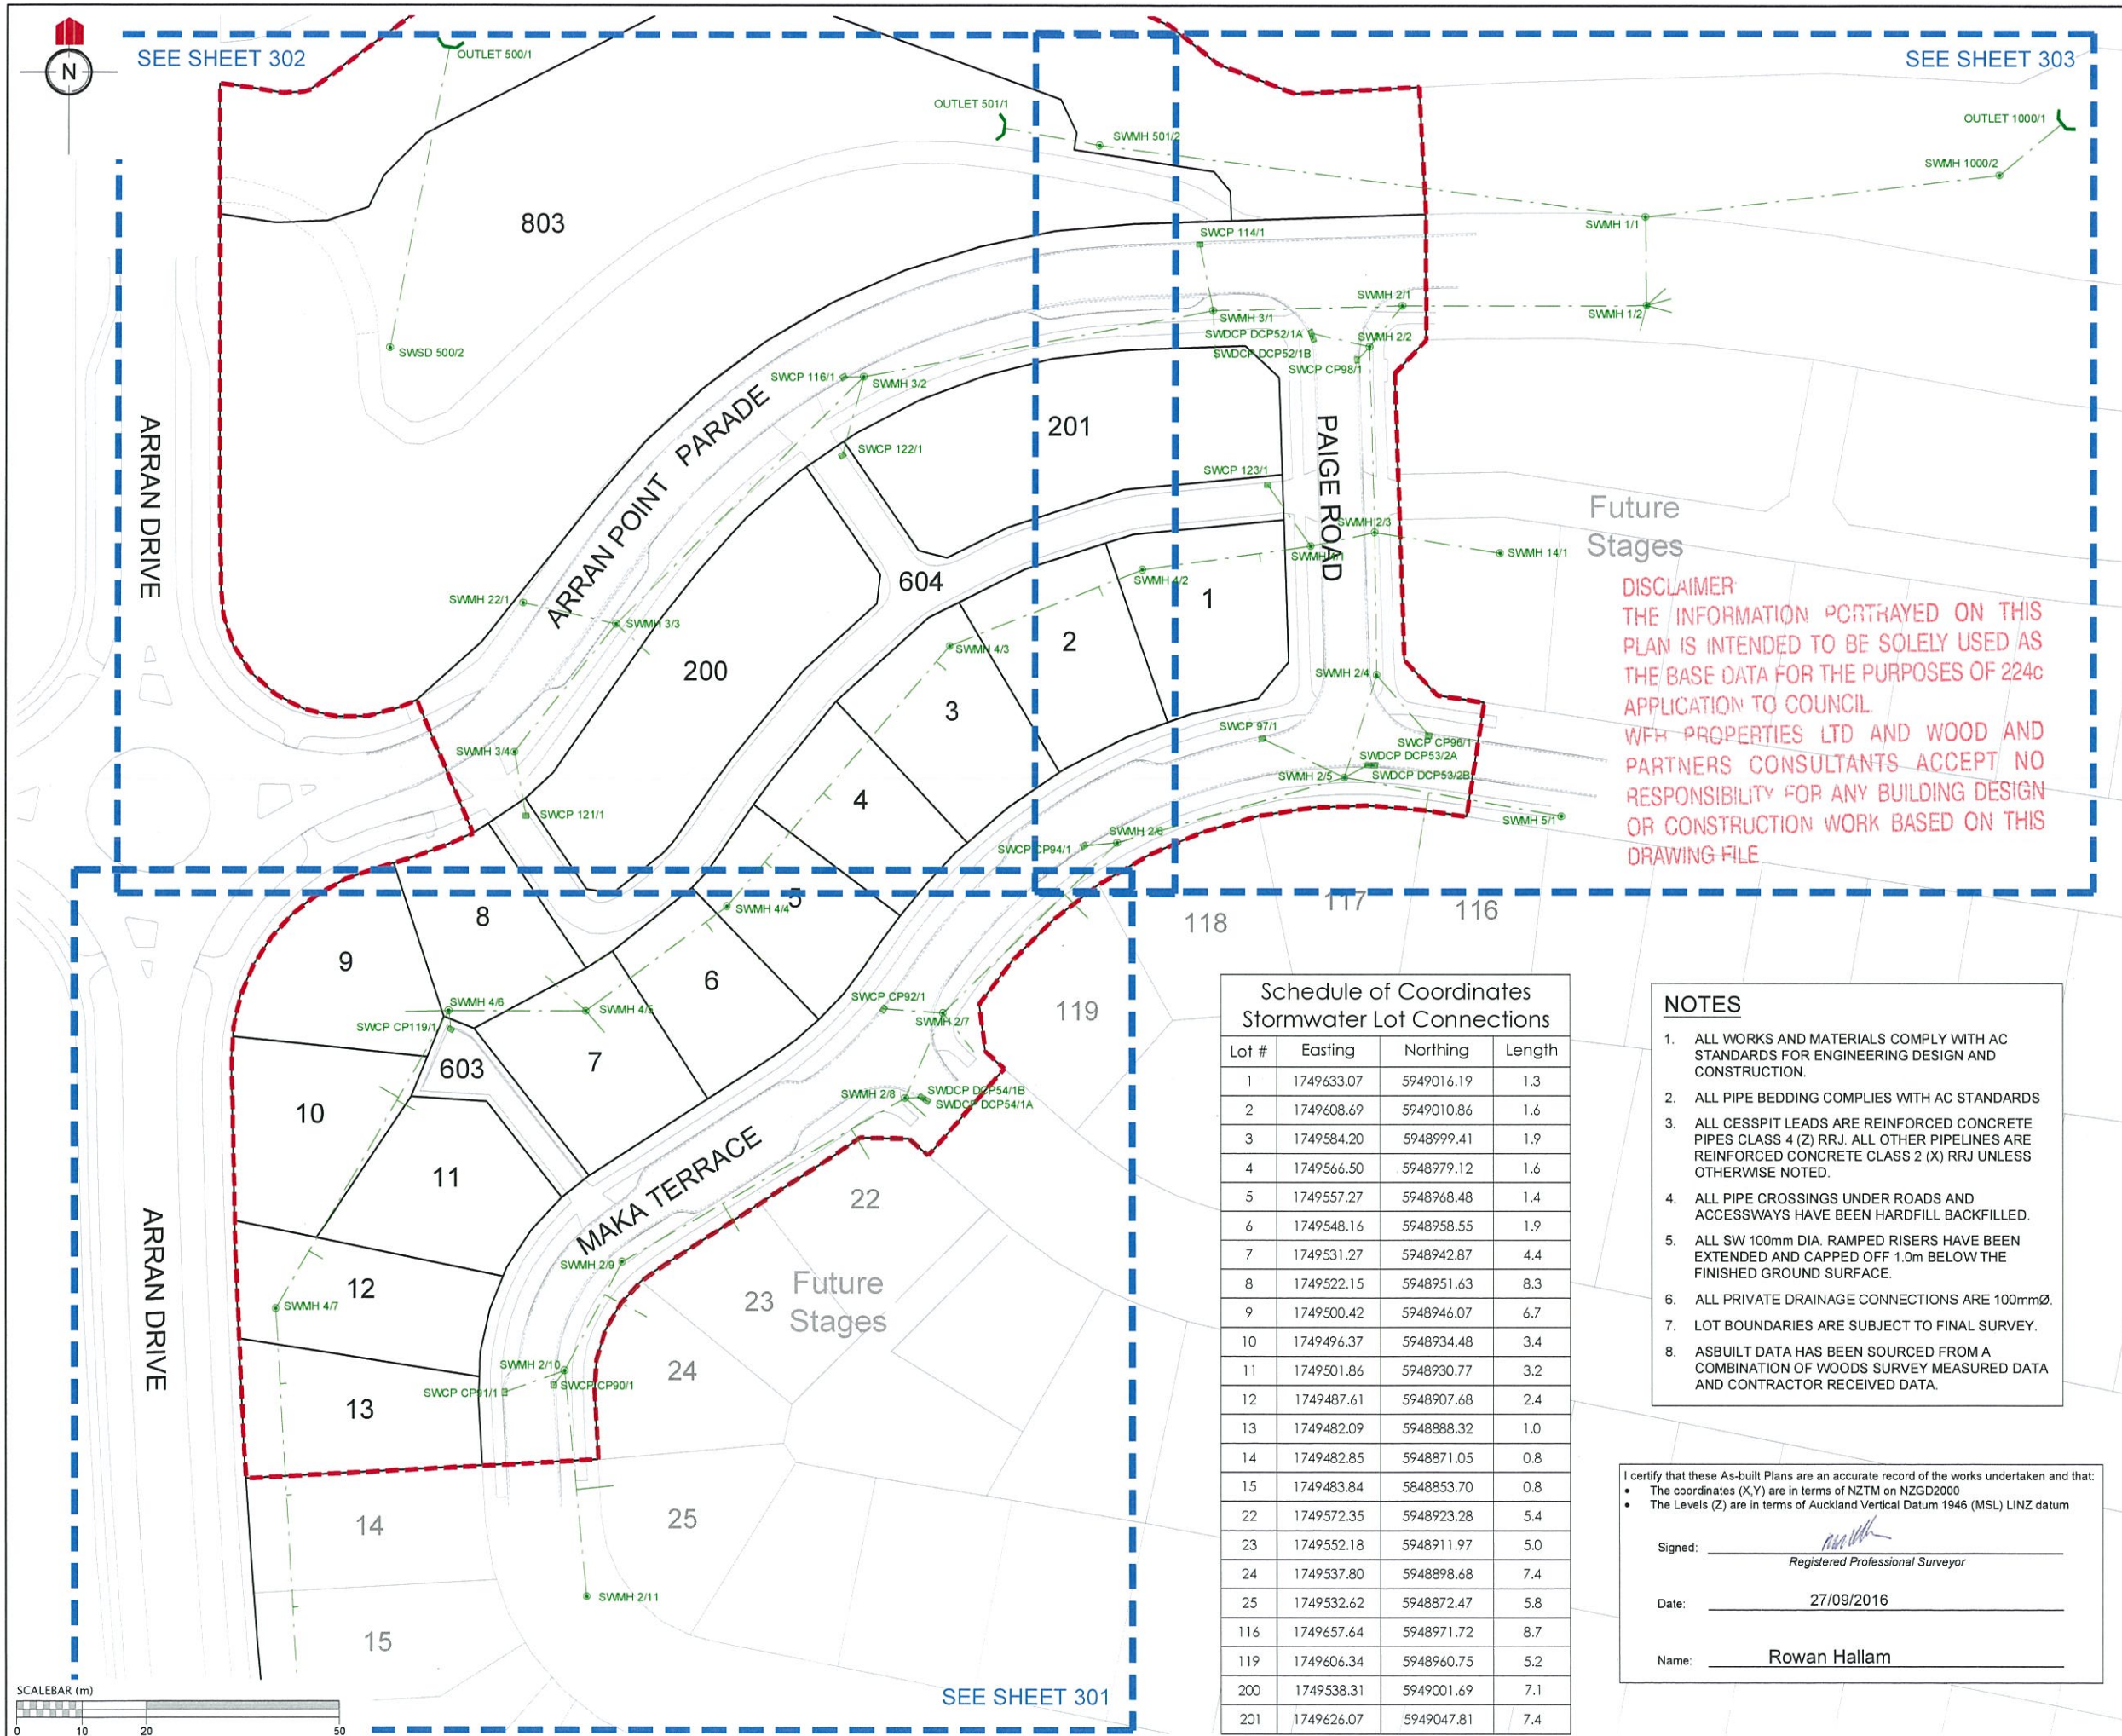 N
SEE SHEET 302
SEE SHEET 303
OUTLET 500/1
OUTLET 501/1
SWMH 501/2
OUTLET 1000/1
SWMH 1000/2
803
SWCP 114/1
SWMH 1/1
SWMH 2/1
SWMH 3/1
SWMH 1/2
SWDCP DCP52/1A
SWMH 2/2
SWDCP DCP52/1B
SWCP CP98/1
SWSD 500/2
SWCP 116/1
SWMH 3/2
ARRAN DRIVE
ARRAN POINT PARADE
201
PAIGE ROAD
SWCP 122/1
SWCP 123/1
SWMH 2/3
SWMH 4/1
SWMH 14/1
Future
Stages
604
SWMH 4/2
1
SWMH 22/1
SWMH 3/3
2
SWMH 4/3
200
SWMH 2/4
3
SWCP 97/1
SWCP CP96/1
SWDCP DCP53/2A
SWMH 2/5
SWDCP DCP53/2B
SWMH 3/4
4
SWCP 121/1
SWMH 5/1
SWMH 2/6
SWCP CP94/1
DISCLAIMER
THE INFORMATION PORTRAYED ON THIS
PLAN IS INTENDED TO BE SOLELY USED AS
THE BASE DATA FOR THE PURPOSES OF 224c
APPLICATION TO COUNCIL.
WFH PROPERTIES LTD AND WOOD AND
PARTNERS CONSULTANTS ACCEPT NO
RESPONSIBILITY FOR ANY BUILDING DESIGN
OR CONSTRUCTION WORK BASED ON THIS
DRAWING FILE
5
SWMH 4/4
8
118
117
116
9
6
SWMH 4/6
SWMH 4/5
SWCP CP92/1
SWMH 2/7
119
SWCP CP119/1
603
7
SWMH 2/8
SWDCP DCP54/1B
SWDCP DCP54/1A
10
11
MAKA TERRACE
22
ARRAN DRIVE
SWMH 2/9
12
SWMH 4/7
23
Future
Stages
SWMH 2/10
24
SWCP CP91/1
SWCP CP90/1
13
14
25
SWMH 2/11
15
SEE SHEET 301
SCALEBAR (m)
0 10 20 50
Schedule of Coordinates
Stormwater Lot Connections
Lot # Easting Northing Length
1 1749633.07 5949016.19 1.3
2 1749608.69 5949010.86 1.6
3 1749584.20 5948999.41 1.9
4 1749566.50 5948979.12 1.6
5 1749557.27 5948968.48 1.4
6 1749548.16 5948958.55 1.9
7 1749531.27 5948942.87 4.4
8 1749522.15 5948951.63 8.3
9 1749500.42 5948946.07 6.7
10 1749496.37 5948934.48 3.4
11 1749501.86 5948930.77 3.2
12 1749487.61 5948907.68 2.4
13 1749482.09 5948888.32 1.0
14 1749482.85 5948871.05 0.8
15 1749483.84 5848853.70 0.8
22 1749572.35 5948923.28 5.4
23 1749552.18 5948911.97 5.0
24 1749537.80 5948898.68 7.4
25 1749532.62 5948872.47 5.8
116 1749657.64 5948971.72 8.7
119 1749606.34 5948960.75 5.2
200 1749538.31 5949001.69 7.1
201 1749626.07 5949047.81 7.4
NOTES
1. ALL WORKS AND MATERIALS COMPLY WITH AC
STANDARDS FOR ENGINEERING DESIGN AND
CONSTRUCTION.
2. ALL PIPE BEDDING COMPLIES WITH AC STANDARDS
3. ALL CESSPIT LEADS ARE REINFORCED CONCRETE
PIPES CLASS 4 (Z) RRJ. ALL OTHER PIPELINES ARE
REINFORCED CONCRETE CLASS 2 (X) RRJ UNLESS
OTHERWISE NOTED.
4. ALL PIPE CROSSINGS UNDER ROADS AND
ACCESSWAYS HAVE BEEN HARDFILL BACKFILLED.
5. ALL SW 100mm DIA. RAMPED RISERS HAVE BEEN
EXTENDED AND CAPPED OFF 1.0m BELOW THE
FINISHED GROUND SURFACE.
6. ALL PRIVATE DRAINAGE CONNECTIONS ARE 100mmØ.
7. LOT BOUNDARIES ARE SUBJECT TO FINAL SURVEY.
8. ASBUILT DATA HAS BEEN SOURCED FROM A
COMBINATION OF WOODS SURVEY MEASURED DATA
AND CONTRACTOR RECEIVED DATA.
I certify that these As-built Plans are an accurate record of the works undertaken and that:
• The coordinates (X,Y) are in terms of NZTM on NZGD2000
• The Levels (Z) are in terms of Auckland Vertical Datum 1946 (MSL) LINZ datum
Signed:
Registered Professional Surveyor
Date: 27/09/2016
Name: Rowan Hallam